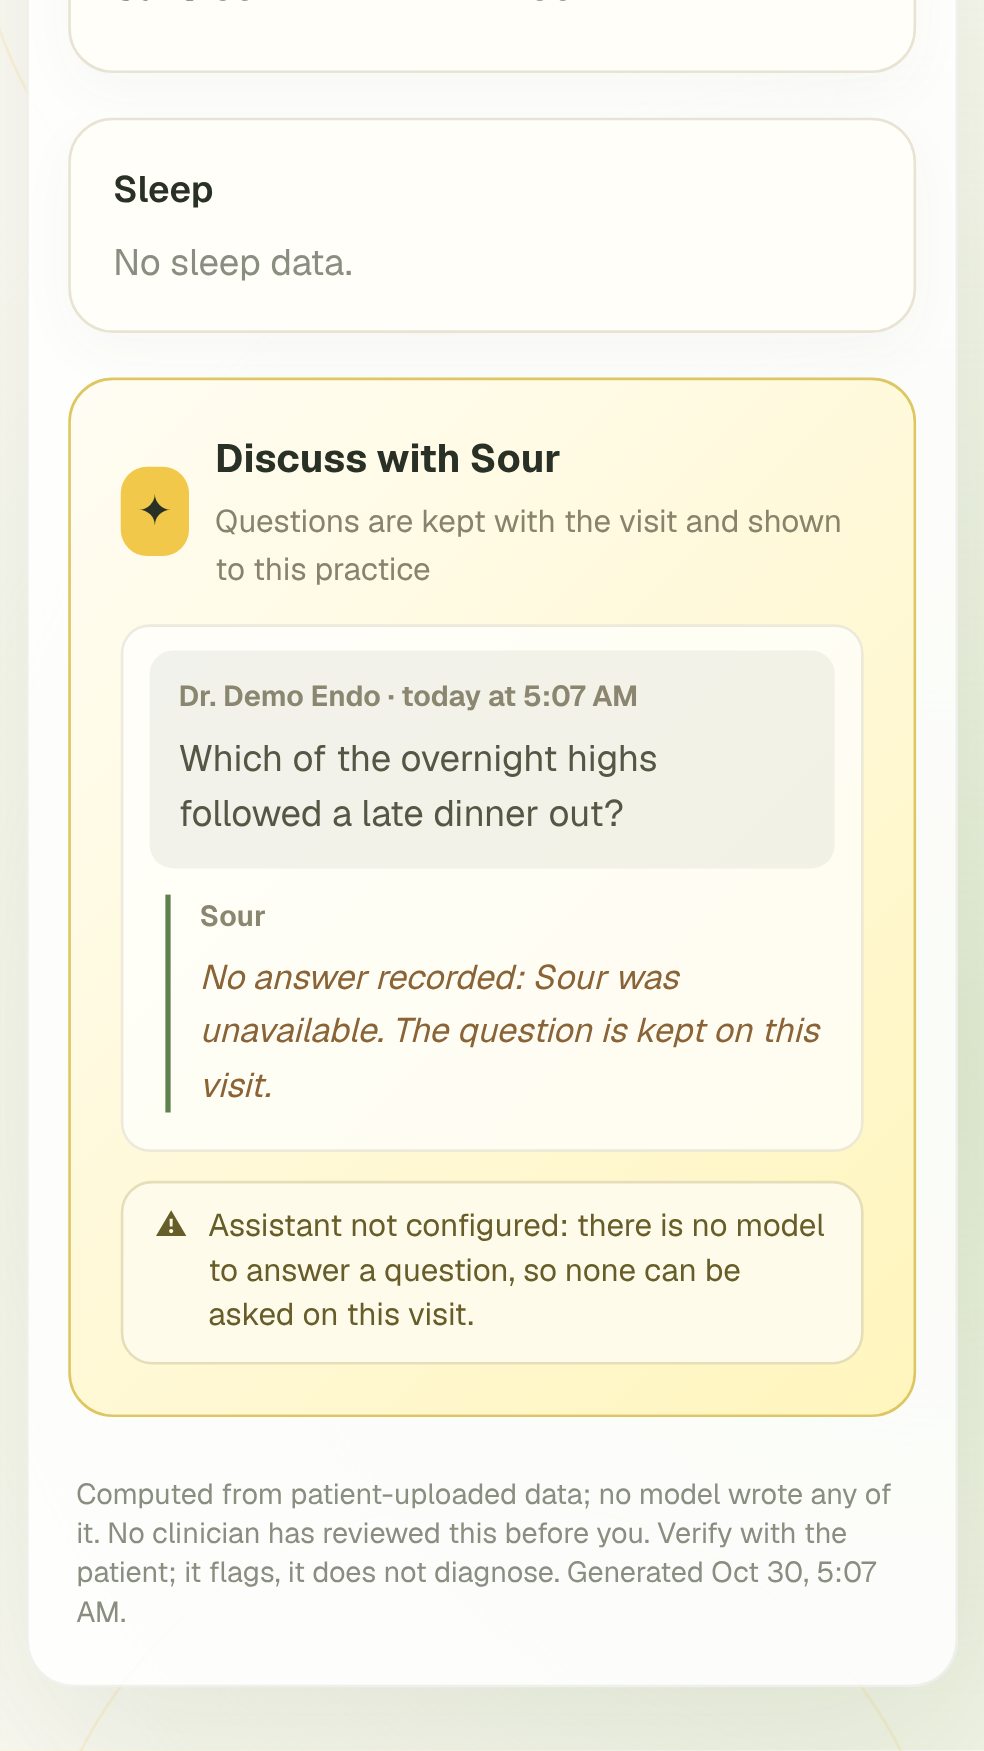 Sleep
No sleep data.
Discuss with Sour
Questions are kept with the visit and shown
to this practice
Dr. Demo Endo · today at 5:07 AM
Which of the overnight highs
followed a late dinner out?
Sour
No answer recorded: Sour was
unavailable. The question is kept on this
visit.
Assistant not configured: there is no model
to answer a question, so none can be
asked on this visit.
Computed from patient-uploaded data; no model wrote any of
it. No clinician has reviewed this before you. Verify with the
patient; it flags, it does not diagnose. Generated Oct 30, 5:07
AM.